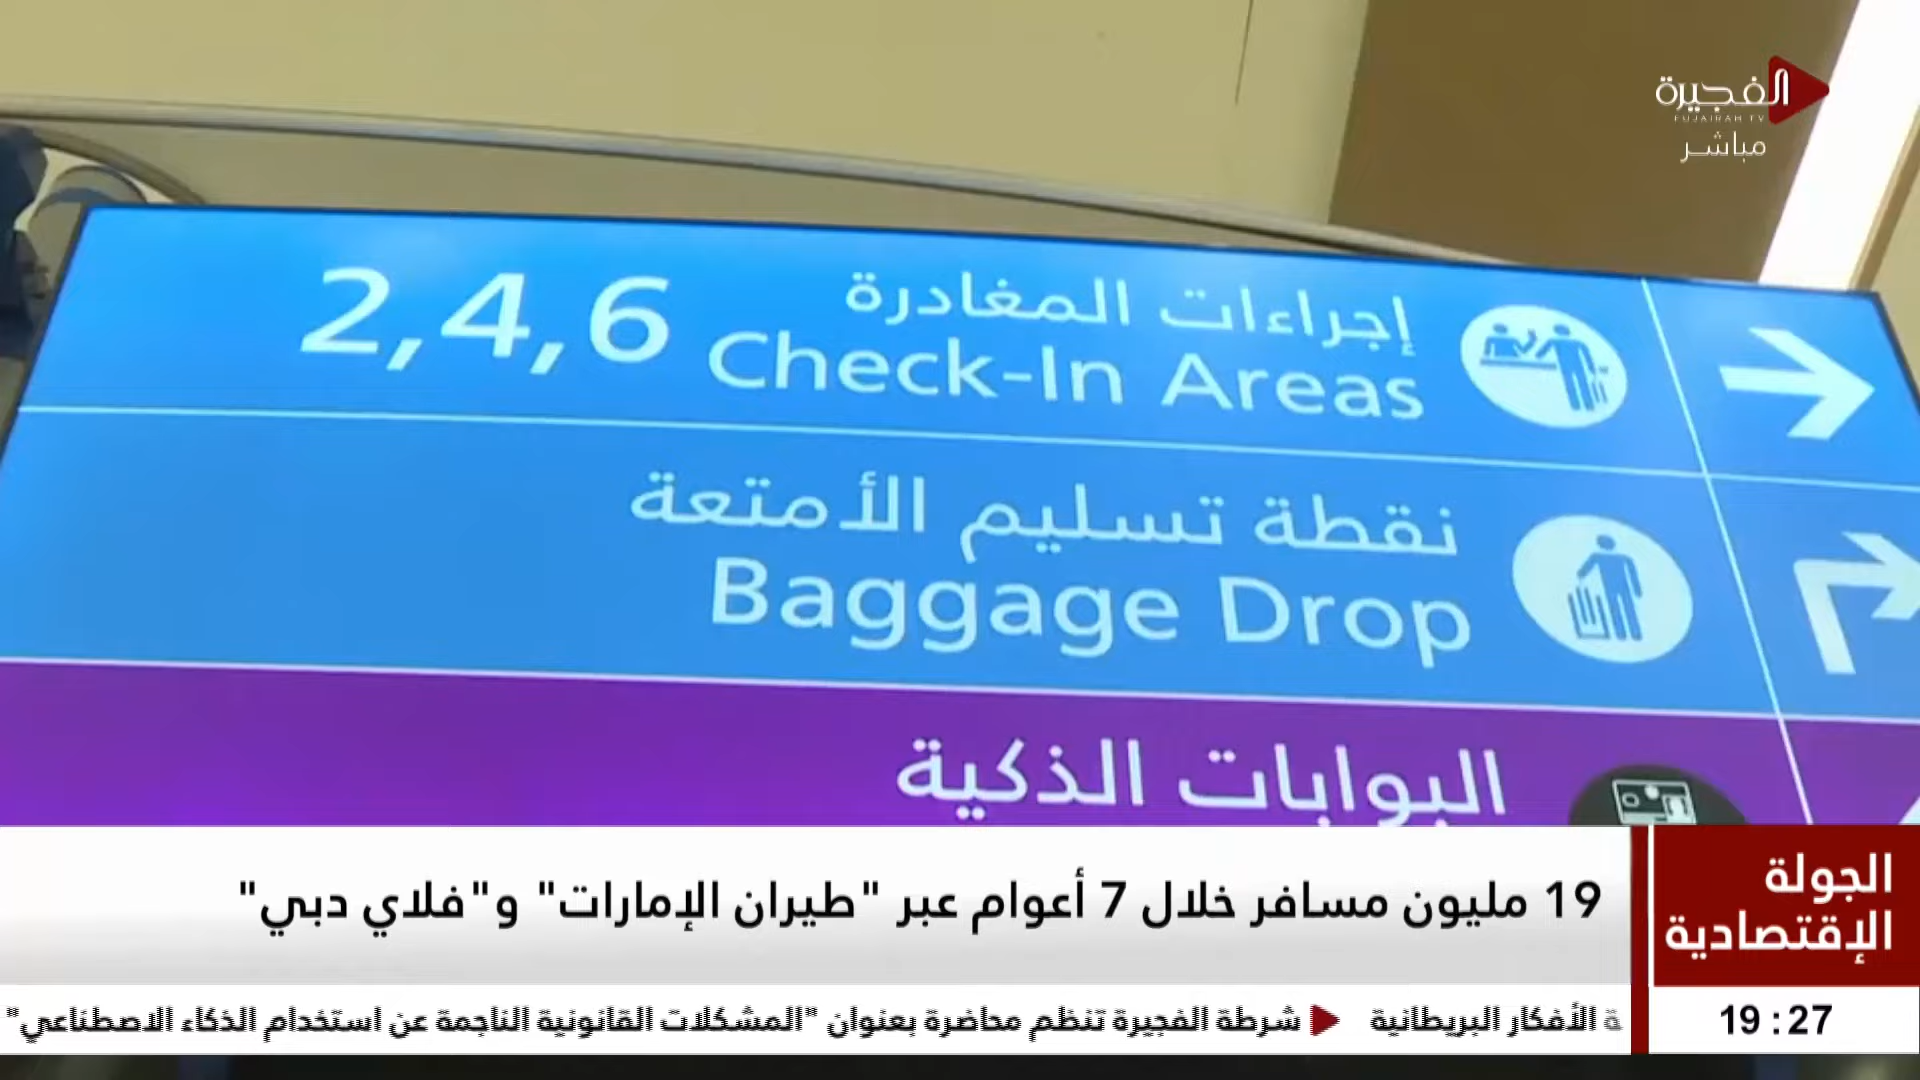 الفجيرة
FUJAIRAH TV
مباشر
إجراءات المغادرة
Check-In Areas
2,4,6
نقطة تسليم الأمتعة
Baggage Drop
البوابات الذكية
الجولة
الإقتصادية
19 مليون مسافر خلال 7 أعوام عبر "طيران الإمارات" و"فلاي دبي"
الأفكار البريطانية
شرطة الفجيرة تنظم محاضرة بعنوان "المشكلات القانونية الناجمة عن استخدام الذكاء الاصطناعي"
19:27